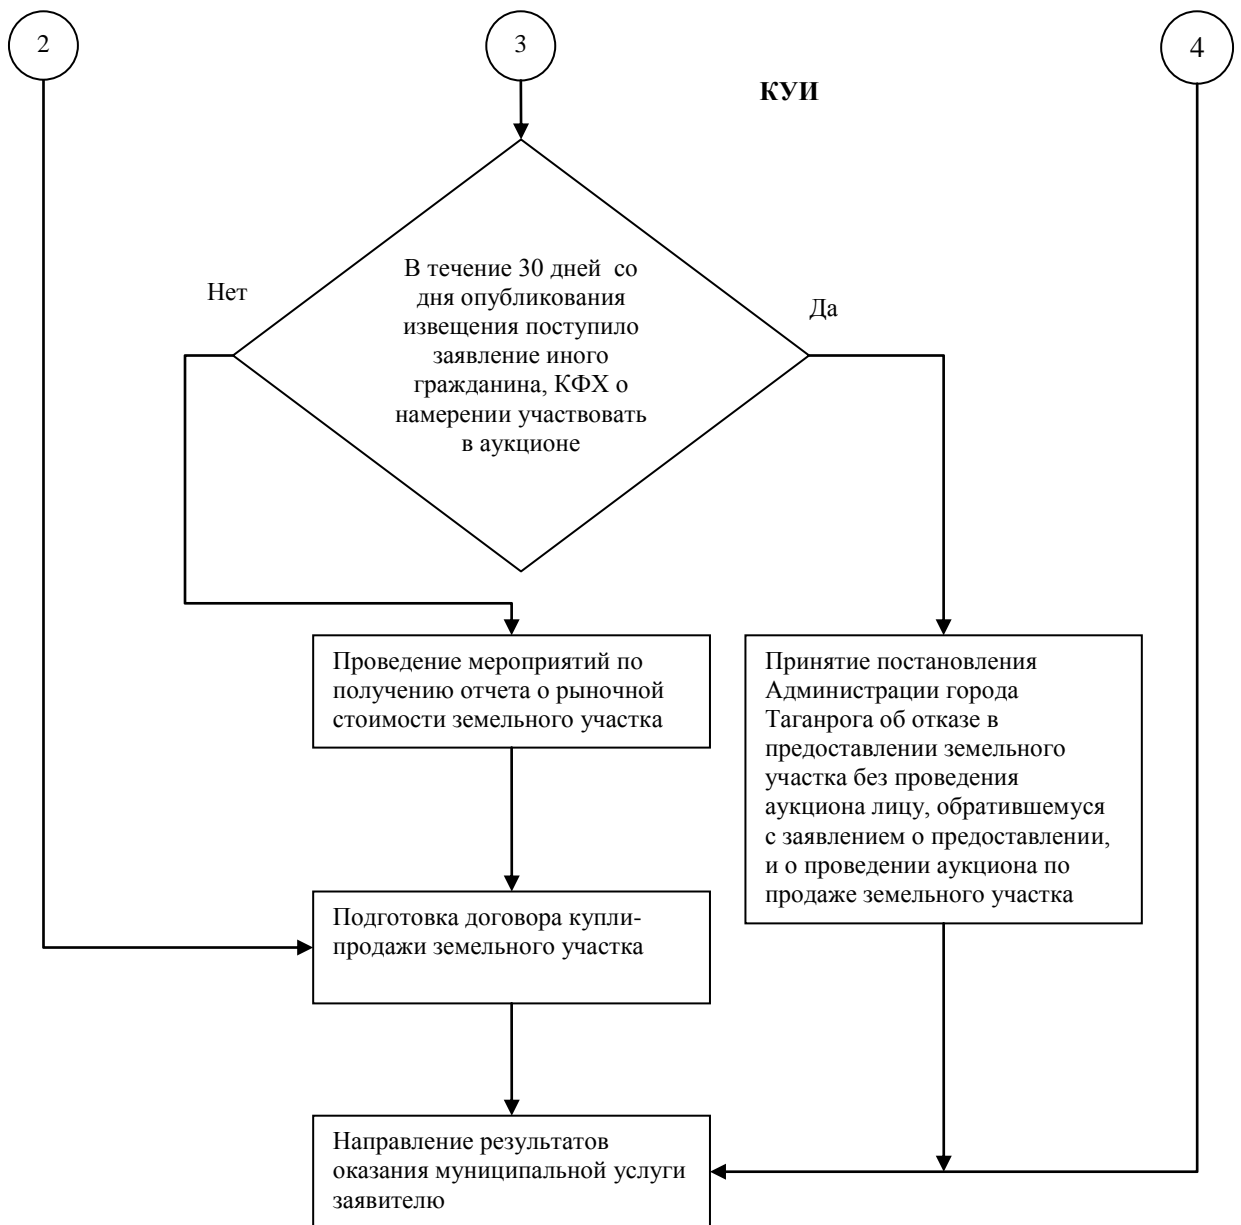 2
3
4
КУИ
Нет
В течение 30 дней со
дня опубликования
извещения поступило
заявление иного
гражданина, КФХ о
намерении участвовать
в аукционе
Да
Проведение мероприятий по
получению отчета о рыночной
стоимости земельного участка
Принятие постановления
Администрации города
Таганрога об отказе в
предоставлении земельного
участка без проведения
аукциона лицу, обратившемуся
с заявлением о предоставлении,
и о проведении аукциона по
продаже земельного участка
Подготовка договора купли-
продажи земельного участка
Направление результатов
оказания муниципальной услуги
заявителю